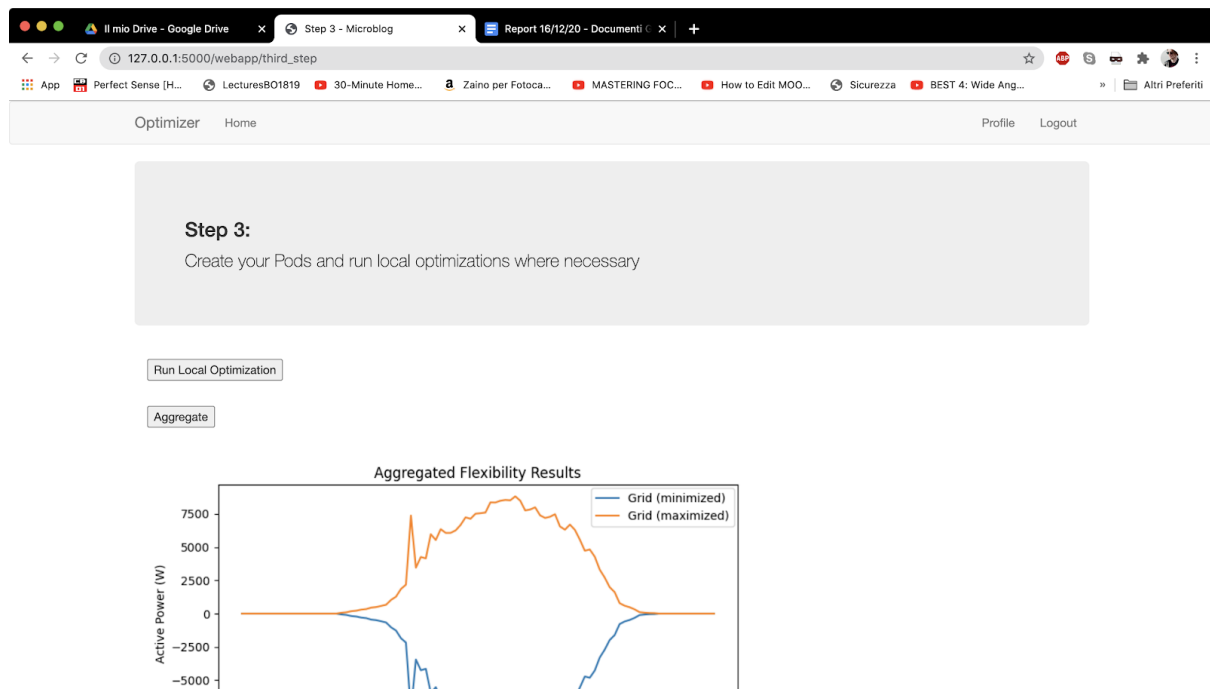 Il mio Drive - Google Drive
Step 3 - Microblog
Report 16/12/20 - Documenti G
127.0.0.1:5000/webapp/third_step
ABP
App Perfect Sense [H... LecturesBO1819 30-Minute Home... Zaino per Fotoca... MASTERING FOC... How to Edit MOO... Sicurezza BEST 4: Wide Ang... » Altri Preferiti
Optimizer Home Profile Logout
Step 3:
Create your Pods and run local optimizations where necessary
Run Local Optimization
Aggregate
Aggregated Flexibility Results
Grid (minimized)
Grid (maximized)
7500
5000
2500
0
−2500
−5000
Active Power (W)